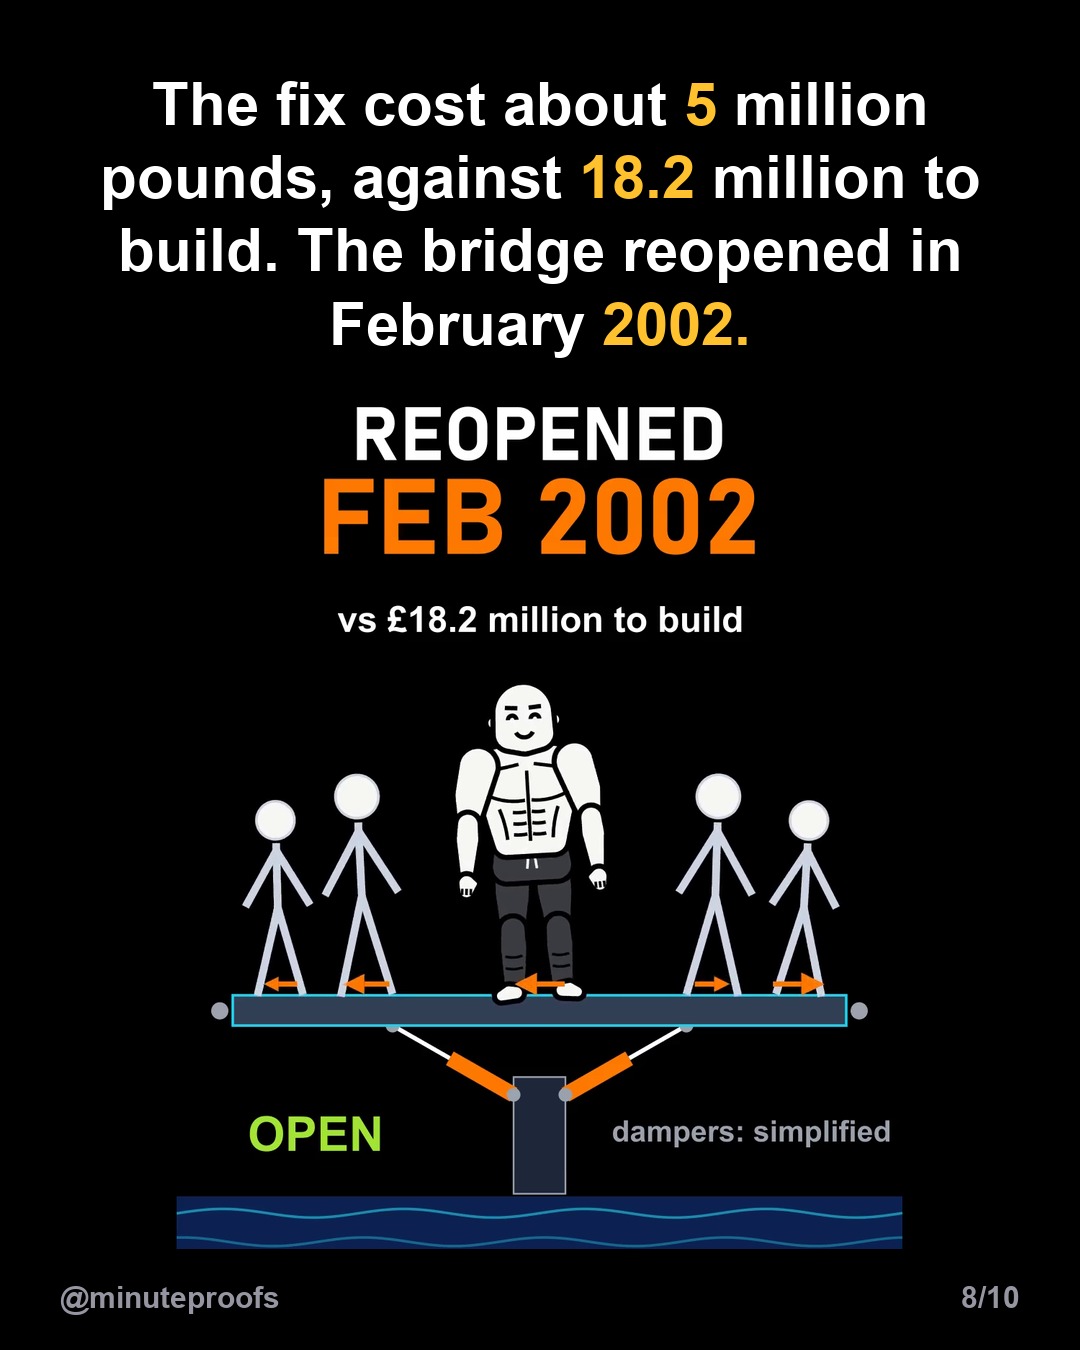 The fix cost about 5 million
pounds, against 18.2 million to
build. The bridge reopened in
February 2002.
REOPENED
FEB 2002
vs £18.2 million to build
OPEN
dampers: simplified
@minuteproofs
8/10